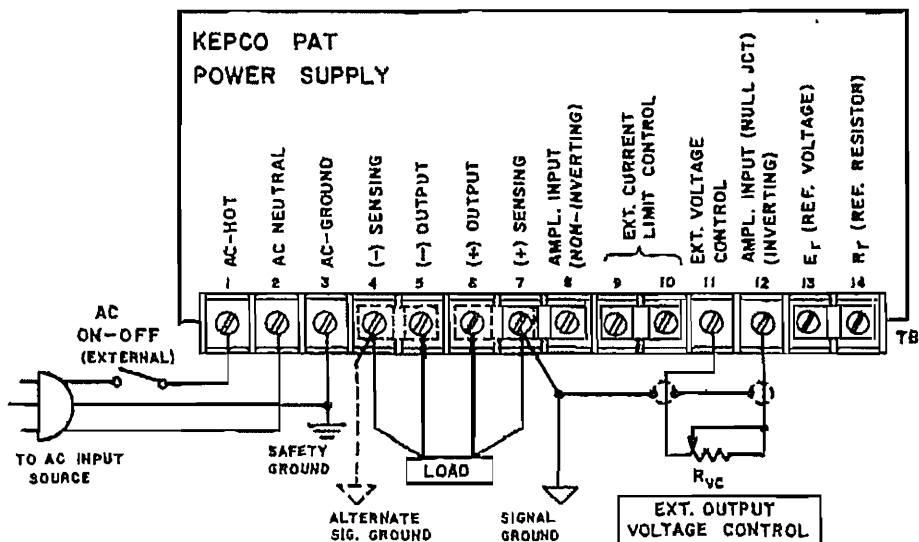 KEPCO PAT
POWER SUPPLY
AC-HOT
AC NEUTRAL
AC-GROUND
(-) SENSING
(-) OUTPUT
(+) OUTPUT
(+) SENSING
AMPL. INPUT
(NON-INVERTING)
EXT. CURRENT
LIMIT CONTROL
EXT. VOLTAGE
CONTROL
AMPL. INPUT (NULL JCT)
(INVERTING)
Er (REF. VOLTAGE)
Rr (REF. RESISTOR)
1 2 3 4 5 6 7 8 9 10 11 12 13 14
TB
AC
ON-OFF
(EXTERNAL)
TO AC INPUT
SOURCE
SAFETY
GROUND
LOAD
ALTERNATE
SIG. GROUND
SIGNAL
GROUND
RVC
EXT. OUTPUT
VOLTAGE CONTROL